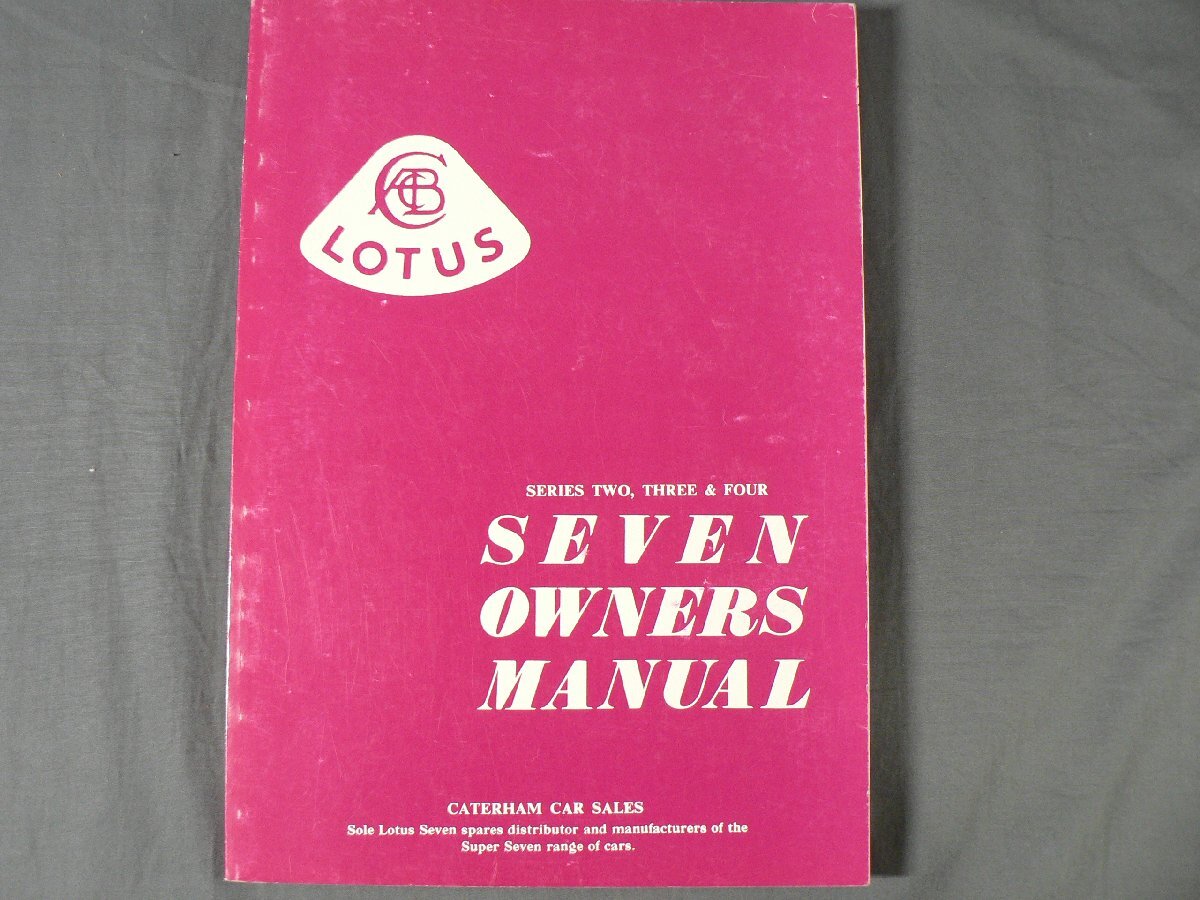 ACBC
LOTUS
SERIES TWO, THREE & FOUR
SEVEN
OWNERS
MANUAL
CATERHAM CAR SALES
Sole Lotus Seven spares distributor and manufacturers of the
Super Seven range of cars.